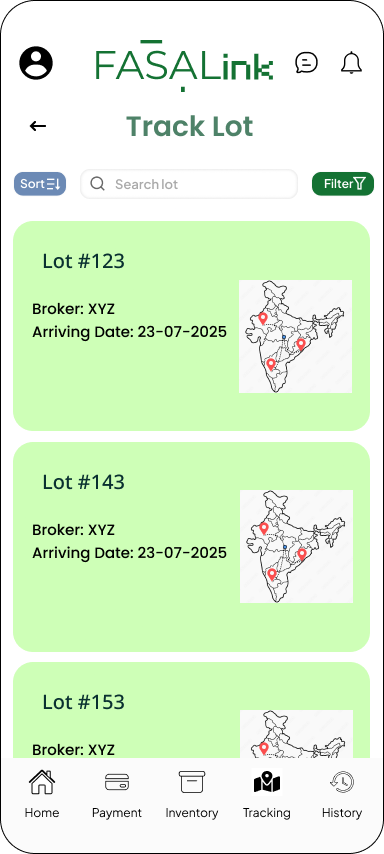 FASALink
Track Lot
Sort
Search lot
Filter
Lot #123
Broker: XYZ
Arriving Date: 23-07-2025
Lot #143
Broker: XYZ
Arriving Date: 23-07-2025
Lot #153
Broker: XYZ
Home
Payment
Inventory
Tracking
History